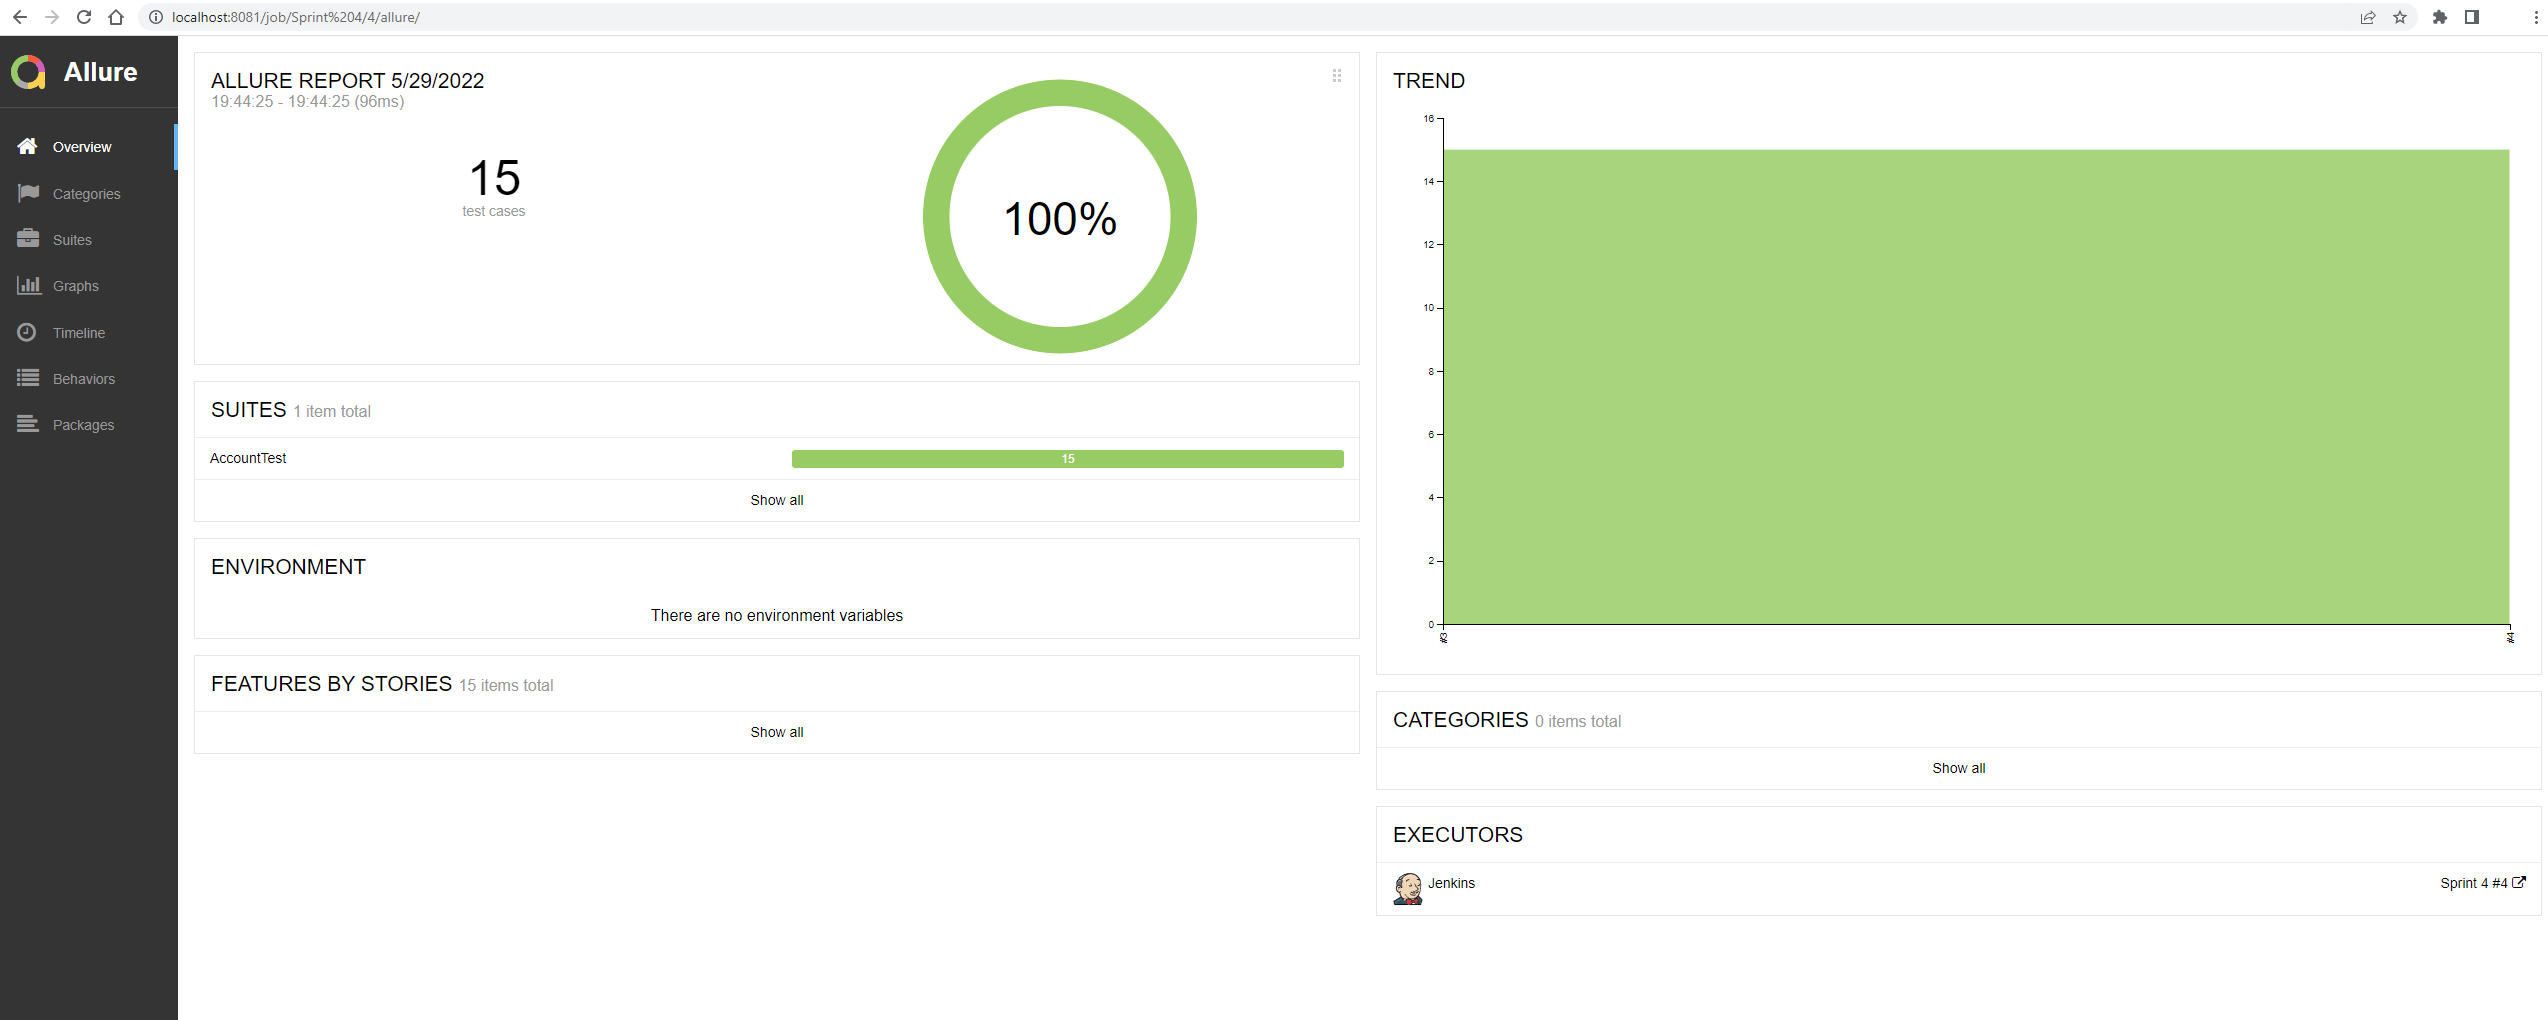 localhost:8081/job/Sprint%204/4/allure/
Allure
Overview
Categories
Suites
Graphs
Timeline
Behaviors
Packages
ALLURE REPORT 5/29/2022
19:44:25 - 19:44:25 (96ms)
15
test cases
100%
SUITES 1 item total
AccountTest 15
Show all
ENVIRONMENT
There are no environment variables
FEATURES BY STORIES 15 items total
Show all
TREND
16
14
12
10
8
6
4
2
0
#3
#4
CATEGORIES 0 items total
Show all
EXECUTORS
Jenkins Sprint 4 #4